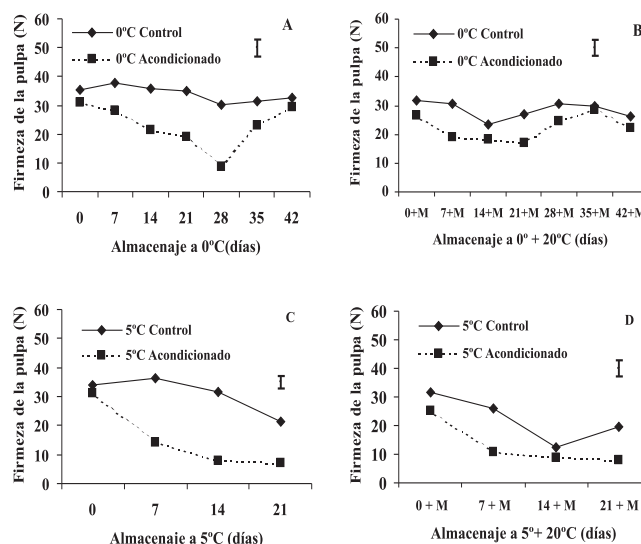 A
60
50
40
30
20
10
0
Firmeza de la pulpa (N)
0ºC Control
0ºC Acondicionado
0 7 14 21 28 35 42
Almacenaje a 0ºC(días)
B
60
50
40
30
20
10
0
Firmeza de la pulpa (N)
0ºC Control
0ºC Acondicionado
0+M 7+M 14+M 21+M 28+M 35+M 42+M
Almacenaje a 0º + 20ºC (días)
C
60
50
40
30
20
10
0
Firmeza de la pulpa (N)
5ºC Control
5ºC Acondicionado
0 7 14 21
Almacenaje a 5ºC (días)
D
60
50
40
30
20
10
0
Firmeza de la pulpa (N)
5ºC Control
5ºC Acondicionado
0 + M 7 + M 14 + M 21 + M
Almacenaje a 5º+ 20ºC (días)